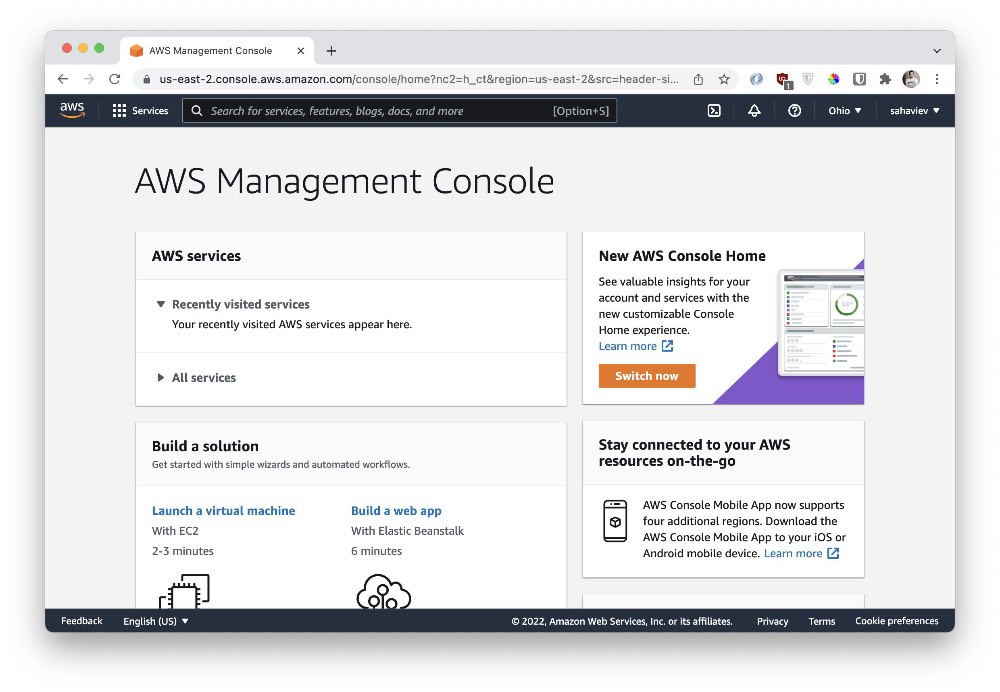 AWS Management Console
us-east-2.console.aws.amazon.com/console/home?nc2=h_ct&region=us-east-2&src=header-si...
1
aws
Services
Search for services, features, blogs, docs, and more
[Option+S]
Ohio
sahaviev
AWS Management Console
AWS services
Recently visited services
Your recently visited AWS services appear here.
All services
New AWS Console Home
See valuable insights for your
account and services with the
new customizable Console
Home experience.
Learn more
Switch now
Build a solution
Get started with simple wizards and automated workflows.
Launch a virtual machine
With EC2
2-3 minutes
Build a web app
With Elastic Beanstalk
6 minutes
Stay connected to your AWS
resources on-the-go
AWS Console Mobile App now supports
four additional regions. Download the
AWS Console Mobile App to your iOS or
Android mobile device. Learn more
Feedback
English (US)
© 2022, Amazon Web Services, Inc. or its affiliates.
Privacy
Terms
Cookie preferences